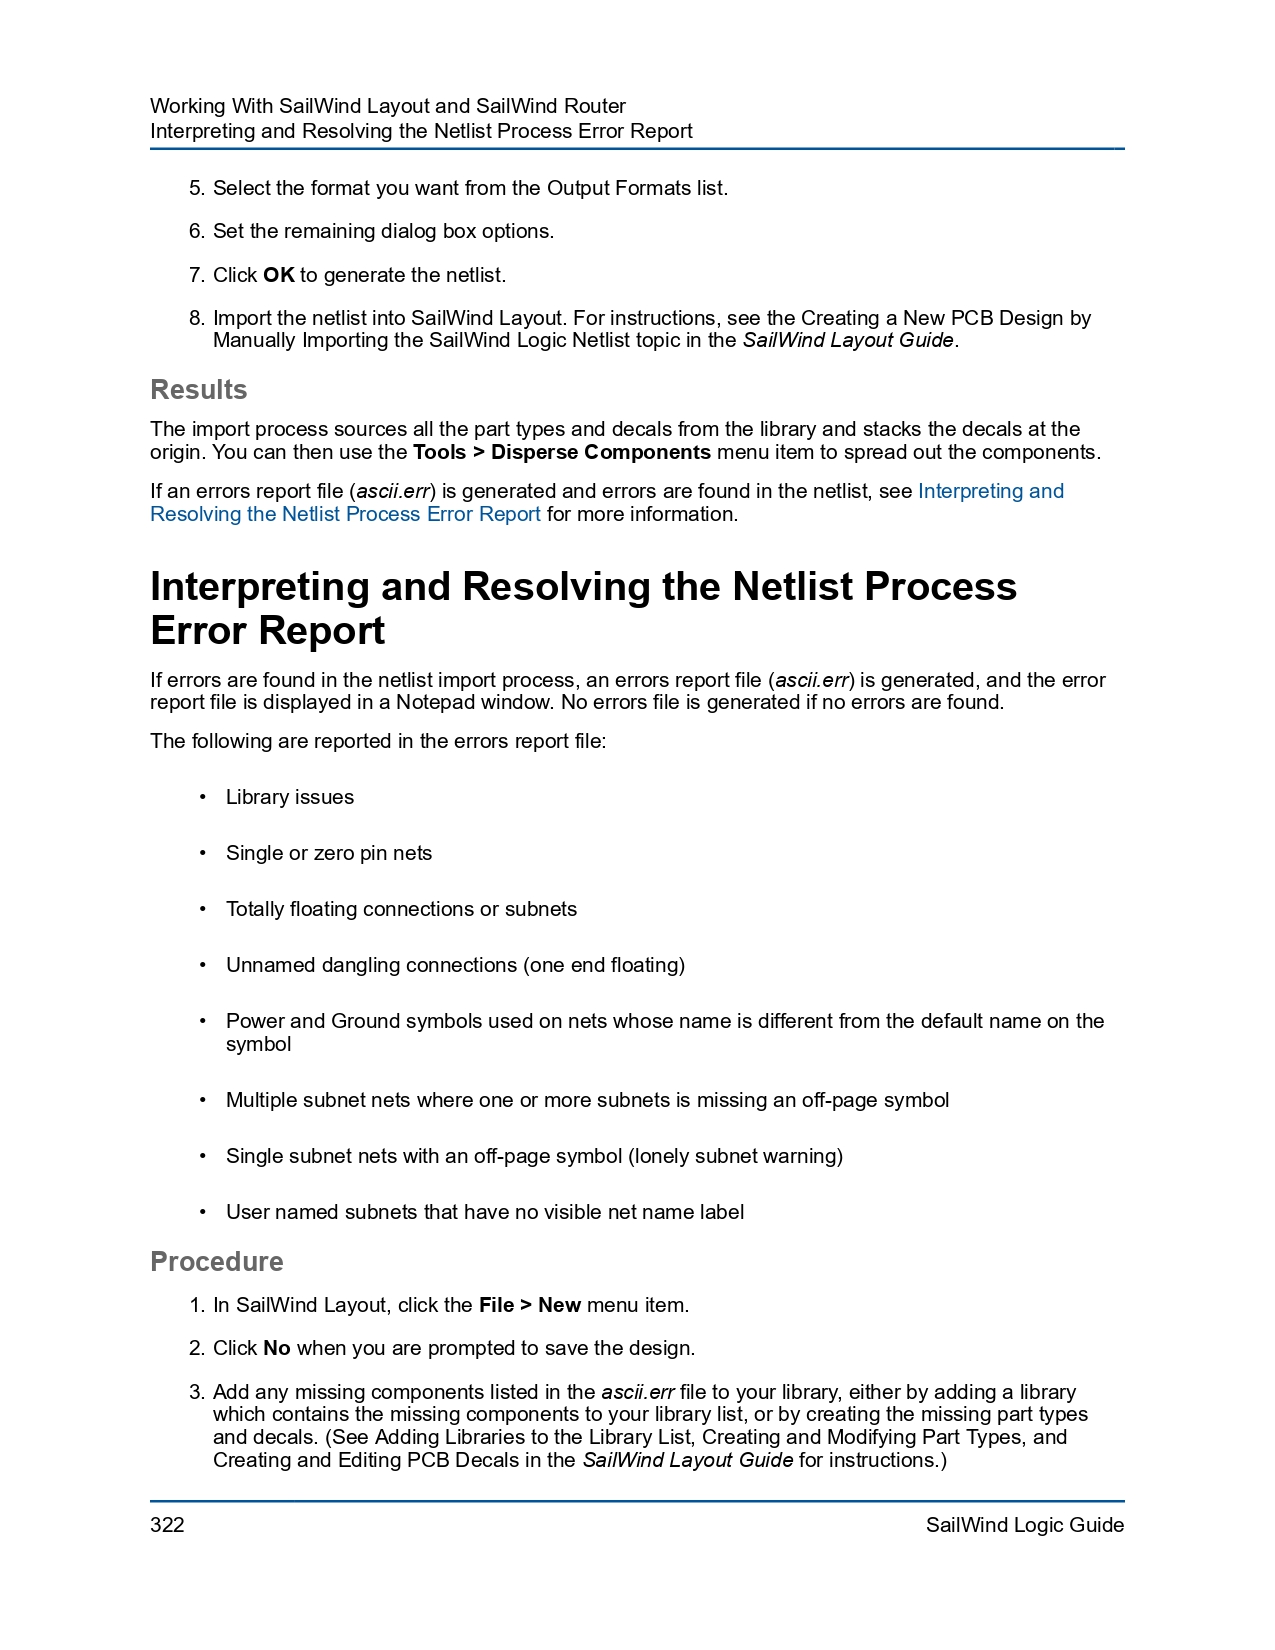 Working With SailWind Layout and SailWind Router
Interpreting and Resolving the Netlist Process Error Report
5. Select the format you want from the Output Formats list.
6. Set the remaining dialog box options.
7. Click OK to generate the netlist.
8. Import the netlist into SailWind Layout. For instructions, see the Creating a New PCB Design by
Manually Importing the SailWind Logic Netlist topic in the SailWind Layout Guide.
Results
The import process sources all the part types and decals from the library and stacks the decals at the
origin. You can then use the Tools > Disperse Components menu item to spread out the components.
If an errors report file (ascii.err) is generated and errors are found in the netlist, see Interpreting and
Resolving the Netlist Process Error Report for more information.
Interpreting and Resolving the Netlist Process
Error Report
If errors are found in the netlist import process, an errors report file (ascii.err) is generated, and the error
report file is displayed in a Notepad window. No errors file is generated if no errors are found.
The following are reported in the errors report file:
• Library issues
• Single or zero pin nets
• Totally floating connections or subnets
• Unnamed dangling connections (one end floating)
• Power and Ground symbols used on nets whose name is different from the default name on the
symbol
• Multiple subnet nets where one or more subnets is missing an off-page symbol
• Single subnet nets with an off-page symbol (lonely subnet warning)
• User named subnets that have no visible net name label
Procedure
1. In SailWind Layout, click the File > New menu item.
2. Click No when you are prompted to save the design.
3. Add any missing components listed in the ascii.err file to your library, either by adding a library
which contains the missing components to your library list, or by creating the missing part types
and decals. (See Adding Libraries to the Library List, Creating and Modifying Part Types, and
Creating and Editing PCB Decals in the SailWind Layout Guide for instructions.)
322
SailWind Logic Guide